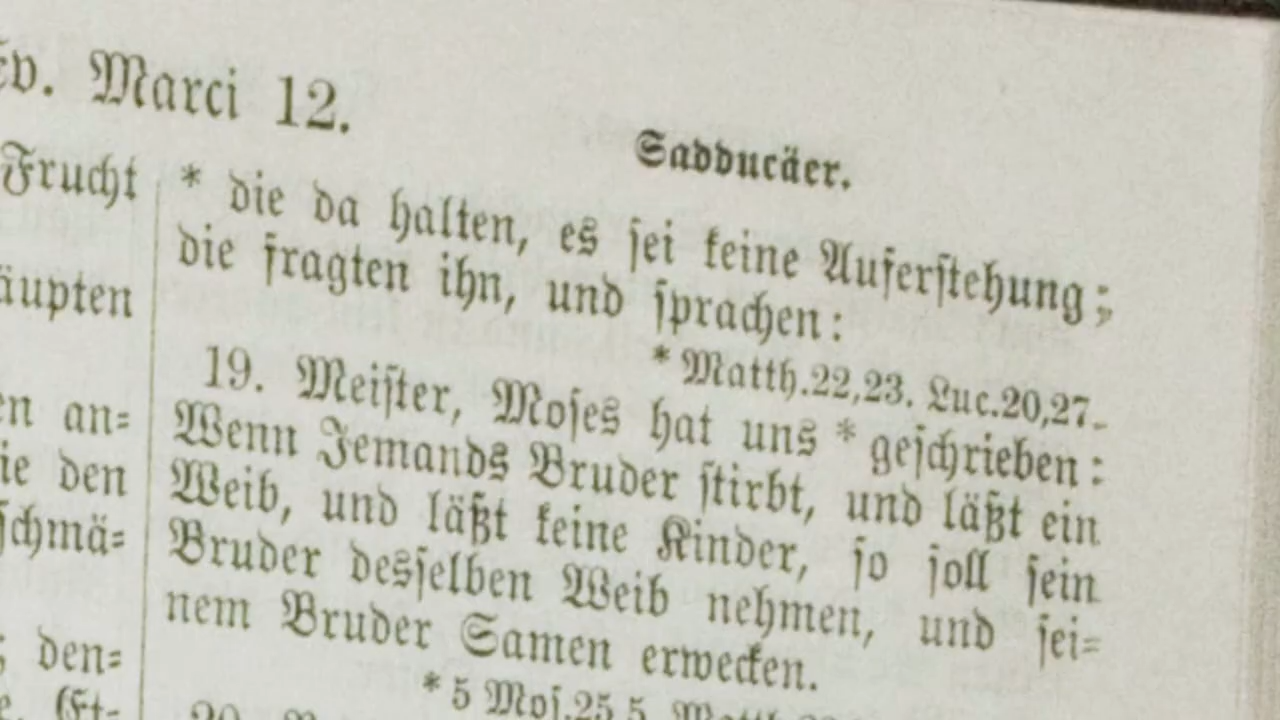 Ev. Marci 12.
Sadducäer.
Frucht
äupten
en an=
ie den
schmä=
den=
* die da halten, es sei keine Auferstehung;
die fragten ihn, und sprachen:
* Matth.22,23. Luc.20,27.
19. Meister, Moses hat uns * geschrieben:
Wenn Jemands Bruder stirbt, und läßt ein
Weib, und läßt keine Kinder, so soll sein
Bruder desselben Weib nehmen, und sei=
nem Bruder Samen erwecken.
* 5 Mos.25,5.